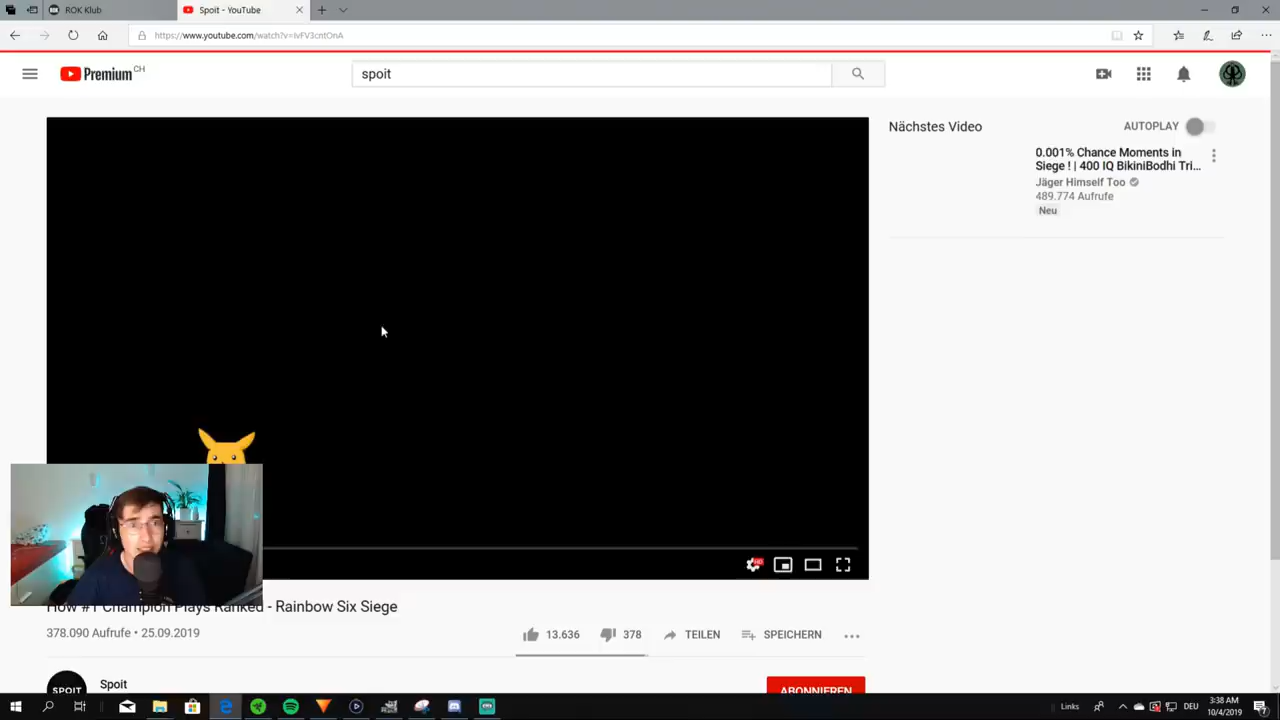 ROK Klub
Spoit - YouTube
https://www.youtube.com/watch?v=IvFV3cntOnA
Premium CH
spoit
Nächstes Video
AUTOPLAY
0.001% Chance Moments in
Siege ! | 400 IQ BikiniBodhi Tri...
Jäger Himself Too
489.774 Aufrufe
Neu
How #1 Champion Plays Ranked - Rainbow Six Siege
378.090 Aufrufe • 25.09.2019
13.636
378
TEILEN
SPEICHERN
SPOIT
Spoit
ABONNIEREN
Links
DEU
3:38 AM
10/4/2019